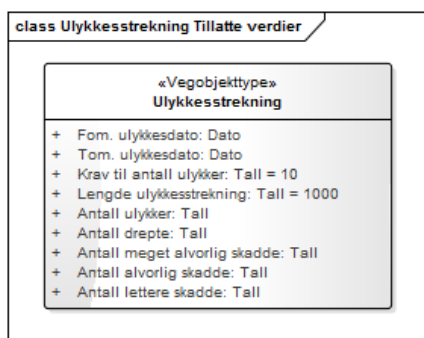 class Ulykkesstrekning Tillatte verdier
«Vegobjekttype»
Ulykkesstrekning
+ Fom. ulykkesdato: Dato
+ Tom. ulykkesdato: Dato
+ Krav til antall ulykker: Tall = 10
+ Lengde ulykkesstrekning: Tall = 1000
+ Antall ulykker: Tall
+ Antall drepte: Tall
+ Antall meget alvorlig skadde: Tall
+ Antall alvorlig skadde: Tall
+ Antall lettere skadde: Tall